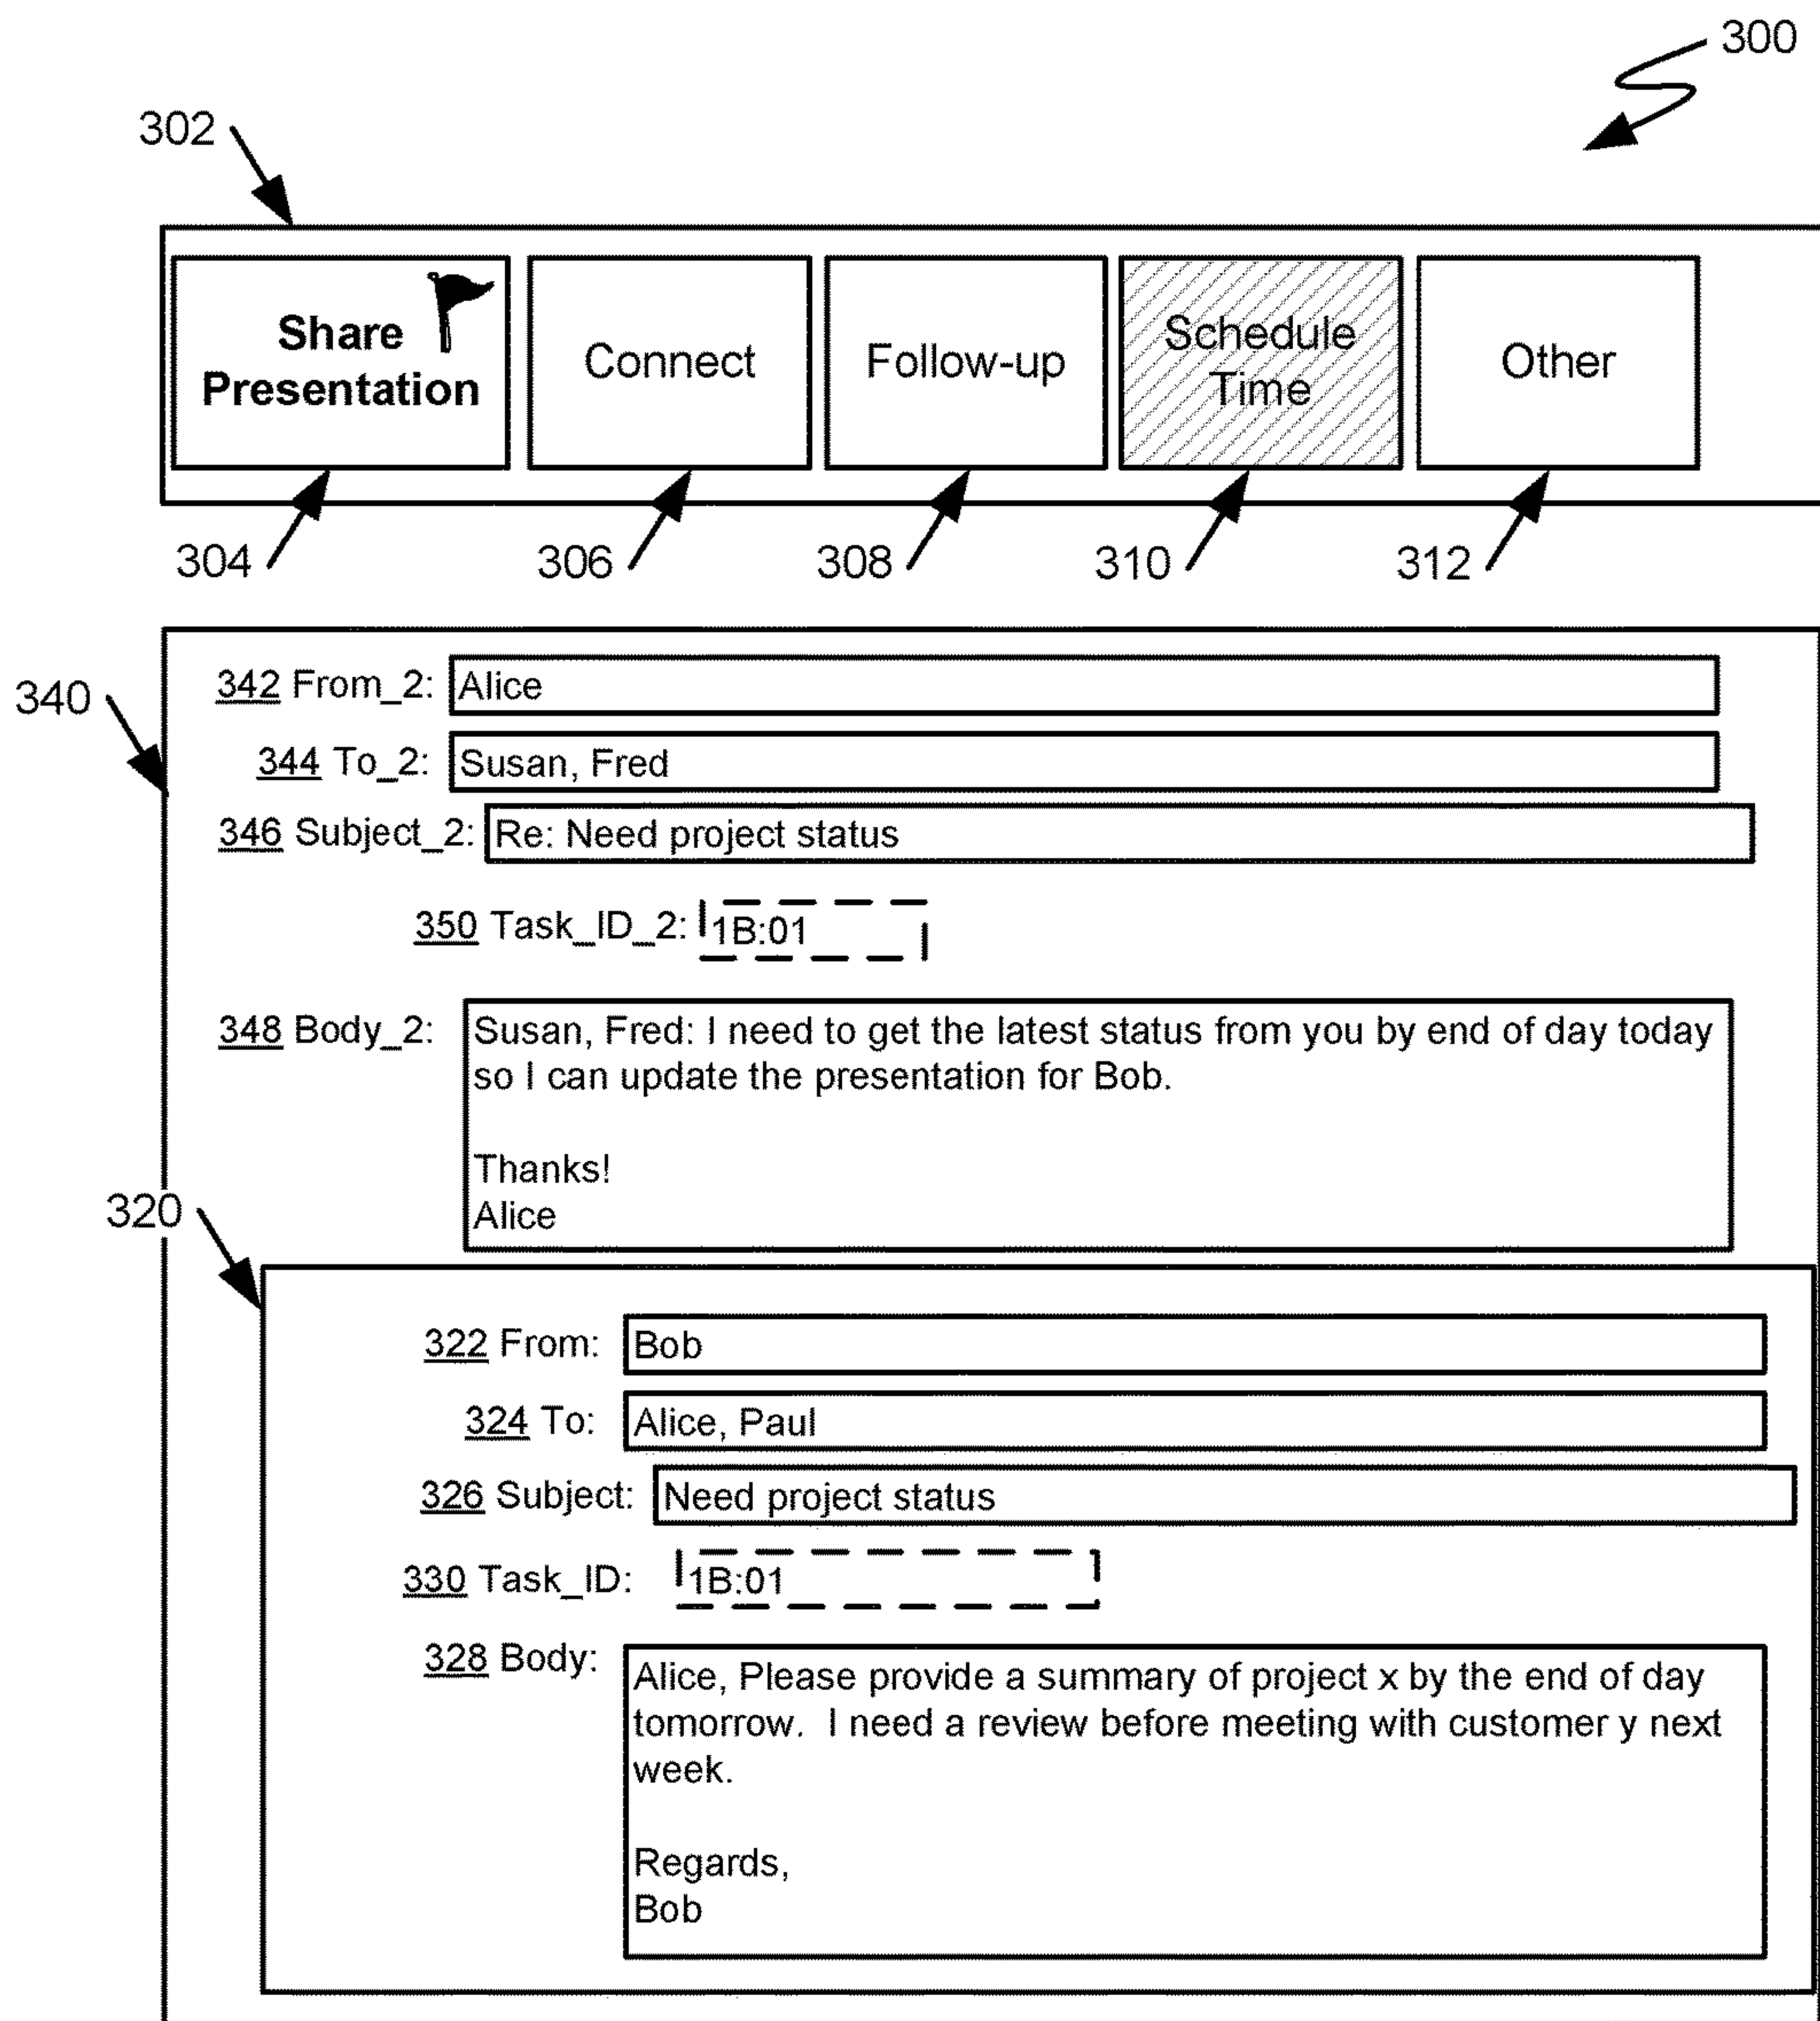 300
302
Share
Presentation
Connect
Follow-up
Schedule
Time
Other
304
306
308
310
312
340
342 From_2: Alice
344 To_2: Susan, Fred
346 Subject_2: Re: Need project status
350 Task_ID_2: 1B:01
348 Body_2: Susan, Fred: I need to get the latest status from you by end of day today
so I can update the presentation for Bob.
Thanks!
Alice
320
322 From: Bob
324 To: Alice, Paul
326 Subject: Need project status
330 Task_ID: 1B:01
328 Body: Alice, Please provide a summary of project x by the end of day
tomorrow. I need a review before meeting with customer y next
week.
Regards,
Bob